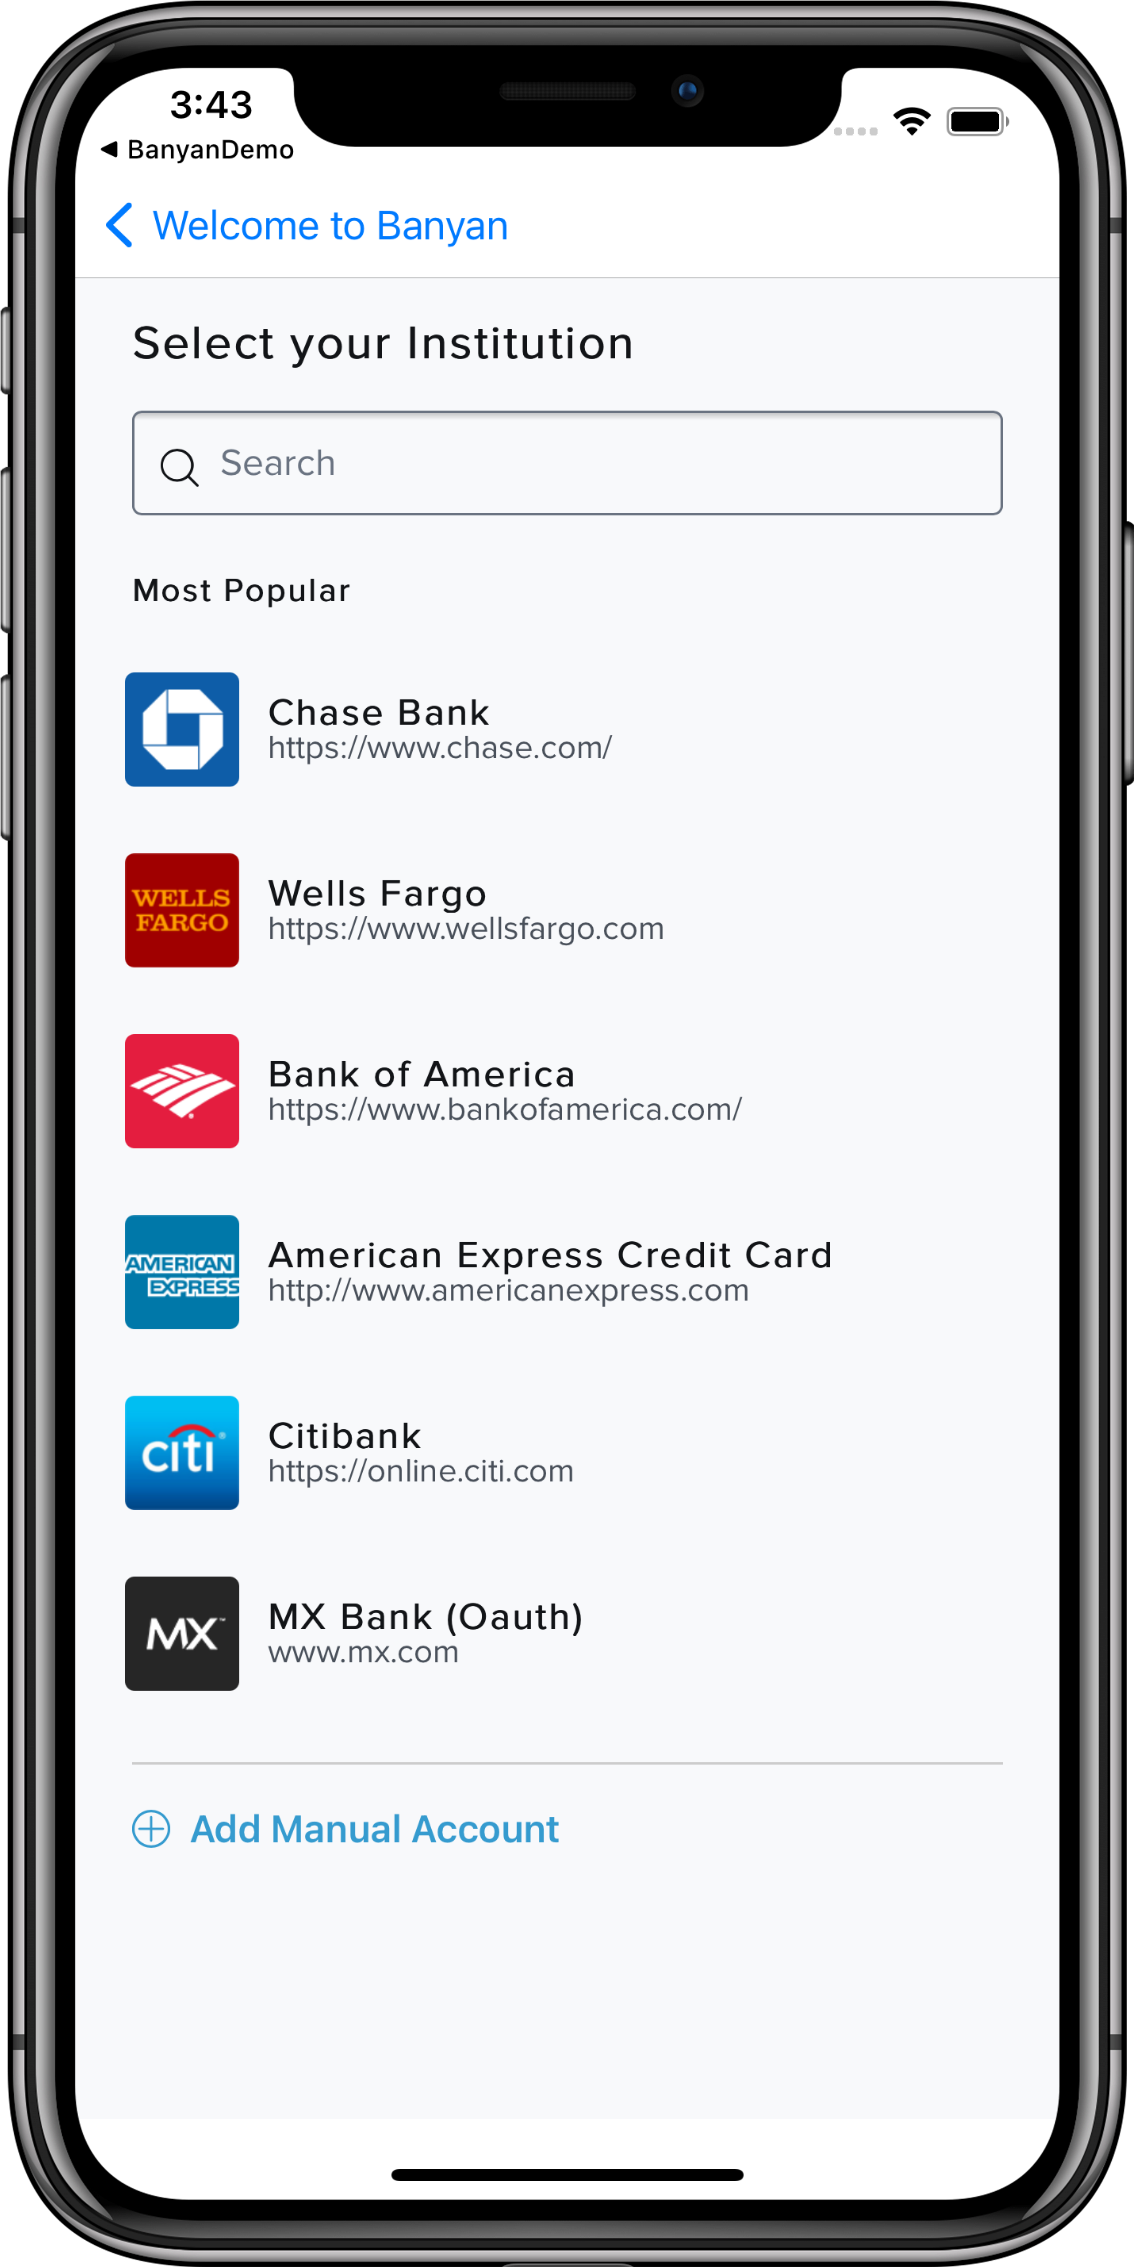 3:43
◀ BanyanDemo
Welcome to Banyan
Select your Institution
Search
Most Popular
Chase Bank
https://www.chase.com/
WELLS
FARGO
Wells Fargo
https://www.wellsfargo.com
Bank of America
https://www.bankofamerica.com/
AMERICAN
EXPRESS
American Express Credit Card
http://www.americanexpress.com
citi®
Citibank
https://online.citi.com
MX™
MX Bank (Oauth)
www.mx.com
Add Manual Account